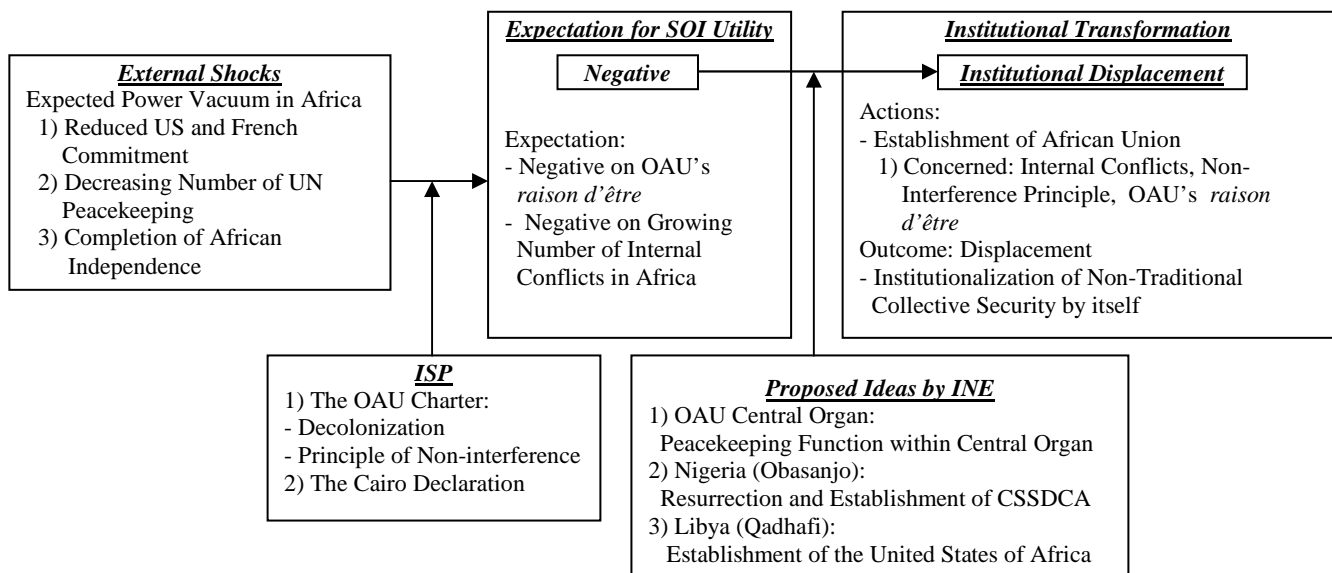 External Shocks
Expected Power Vacuum in Africa
1) Reduced US and French
Commitment
2) Decreasing Number of UN
Peacekeeping
3) Completion of African
Independence
Expectation for SOI Utility
Negative
Expectation:
- Negative on OAU's
raison d'être
- Negative on Growing
Number of Internal
Conflicts in Africa
Institutional Transformation
Institutional Displacement
Actions:
- Establishment of African Union
1) Concerned: Internal Conflicts, Non-
Interference Principle, OAU's raison
d'être
Outcome: Displacement
- Institutionalization of Non-Traditional
Collective Security by itself
ISP
1) The OAU Charter:
- Decolonization
- Principle of Non-interference
2) The Cairo Declaration
Proposed Ideas by INE
1) OAU Central Organ:
Peacekeeping Function within Central Organ
2) Nigeria (Obasanjo):
Resurrection and Establishment of CSSDCA
3) Libya (Qadhafi):
Establishment of the United States of Africa